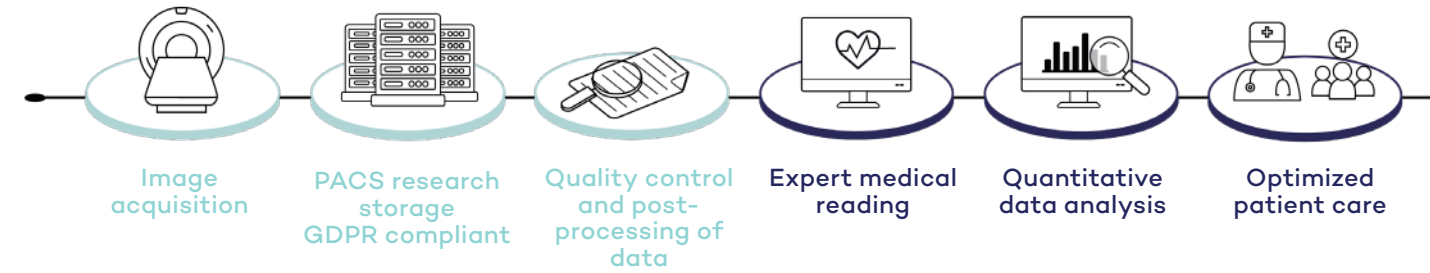 Image
acquisition
PACS research
storage
GDPR compliant
Quality control
and post-
processing of
data
Expert medical
reading
Quantitative
data analysis
Optimized
patient care